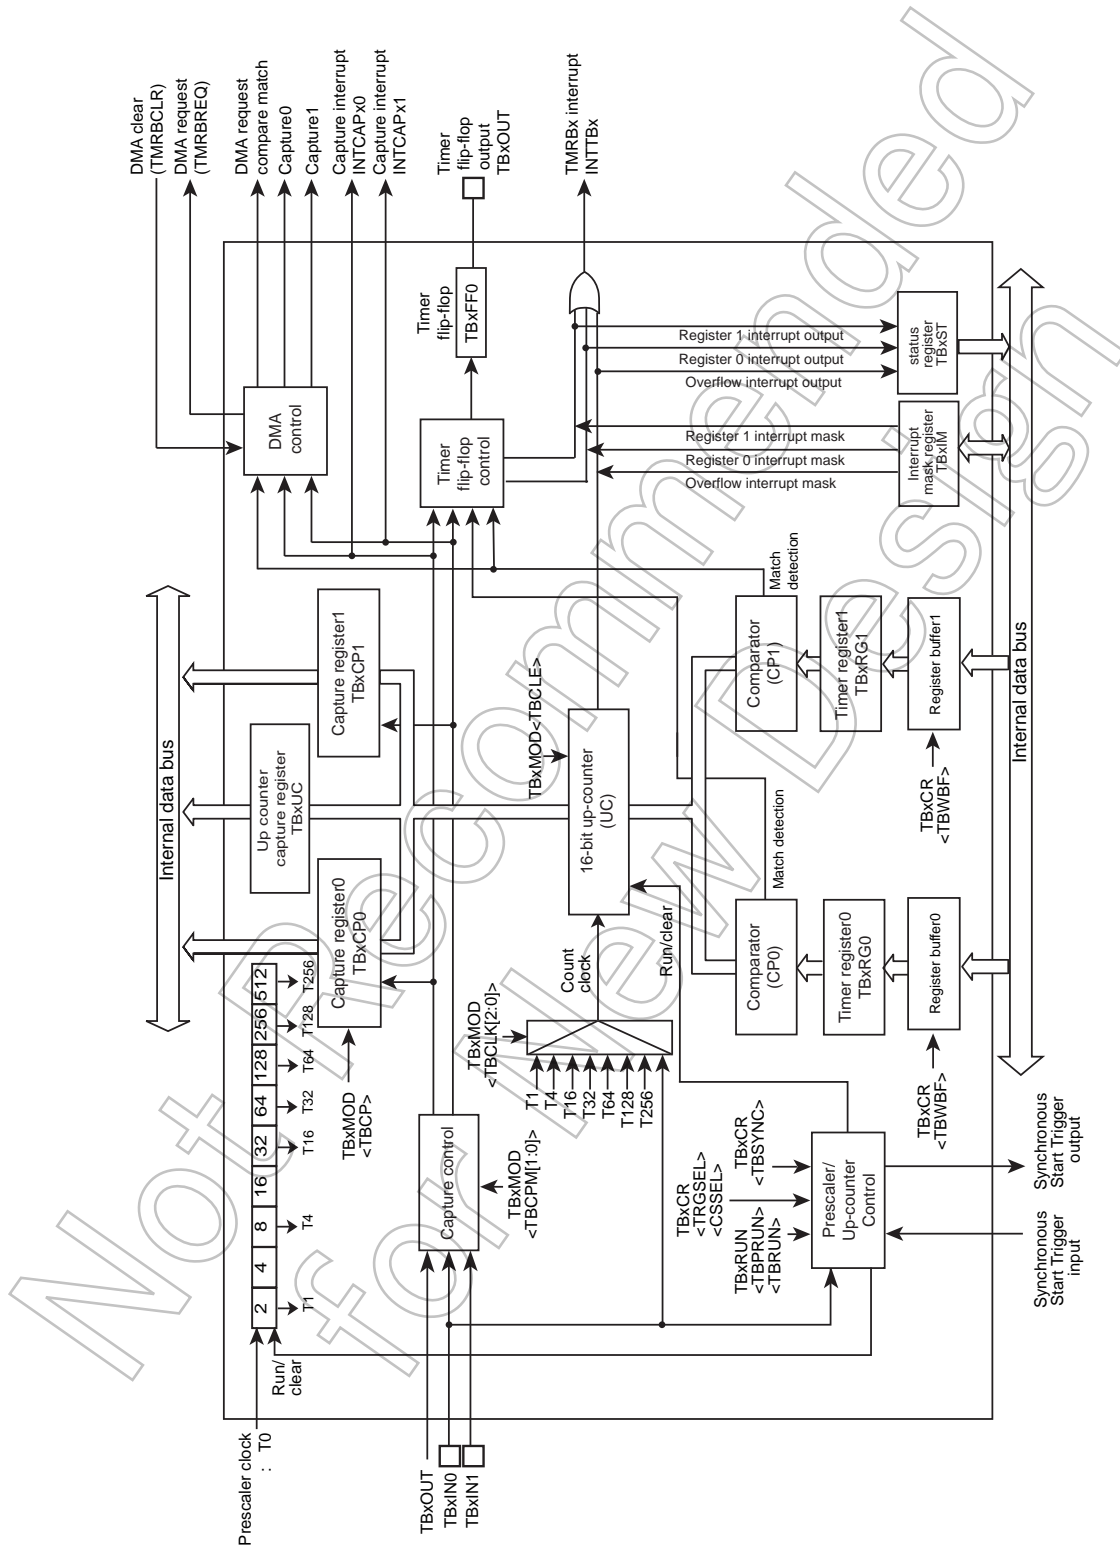 Prescaler clock
: T0
Run/
clear
2
4
8
16
32
64
128
256
512
T1
T4
T16
T32
T64
T128
T256
Internal data bus
DMA clear
(TMRBCLR)
DMA request
(TMRBREQ)
DMA request
compare match
Capture0
Capture1
Capture interrupt
INTCAPx0
Capture interrupt
INTCAPx1
DMA
control
TBxMOD
<TBCP>
Capture register0
TBxCP0
Up counter
capture register
TBxUC
Capture register1
TBxCP1
TBxOUT
TBxIN0
TBxIN1
Capture control
TBxMOD
<TBCPM[1:0]>
Timer
flip-flop
control
Timer
flip-flop
TBxFF0
Timer
flip-flop
output
TBxOUT
TBxMOD
<TBCLK[2:0]>
T1
T4
T16
T32
T64
T128
T256
Count
clock
TBxMOD<TBCLE>
16-bit up-counter
(UC)
Run/clear
TMRBx interrupt
INTTBx
Register 1 interrupt output
Register 0 interrupt output
Overflow interrupt output
Register 1 interrupt mask
Register 0 interrupt mask
Overflow interrupt mask
TBxRUN
<TBPRUN>
<TBRUN>
TBxCR
<TRGSEL>
<CSSEL>
TBxCR
<TBSYNC>
Prescaler/
Up-counter
Control
Match detection
Comparator
(CP0)
Timer register0
TBxRG0
Register buffer0
TBxCR
<TBWBF>
Match
detection
Comparator
(CP1)
Timer register1
TBxRG1
Register buffer1
TBxCR
<TBWBF>
Interrupt
mask register
TBxIM
status
register
TBxST
Internal data bus
Synchronous
Start Trigger
input
Synchronous
Start Trigger
output
Not Recommended
for New Design